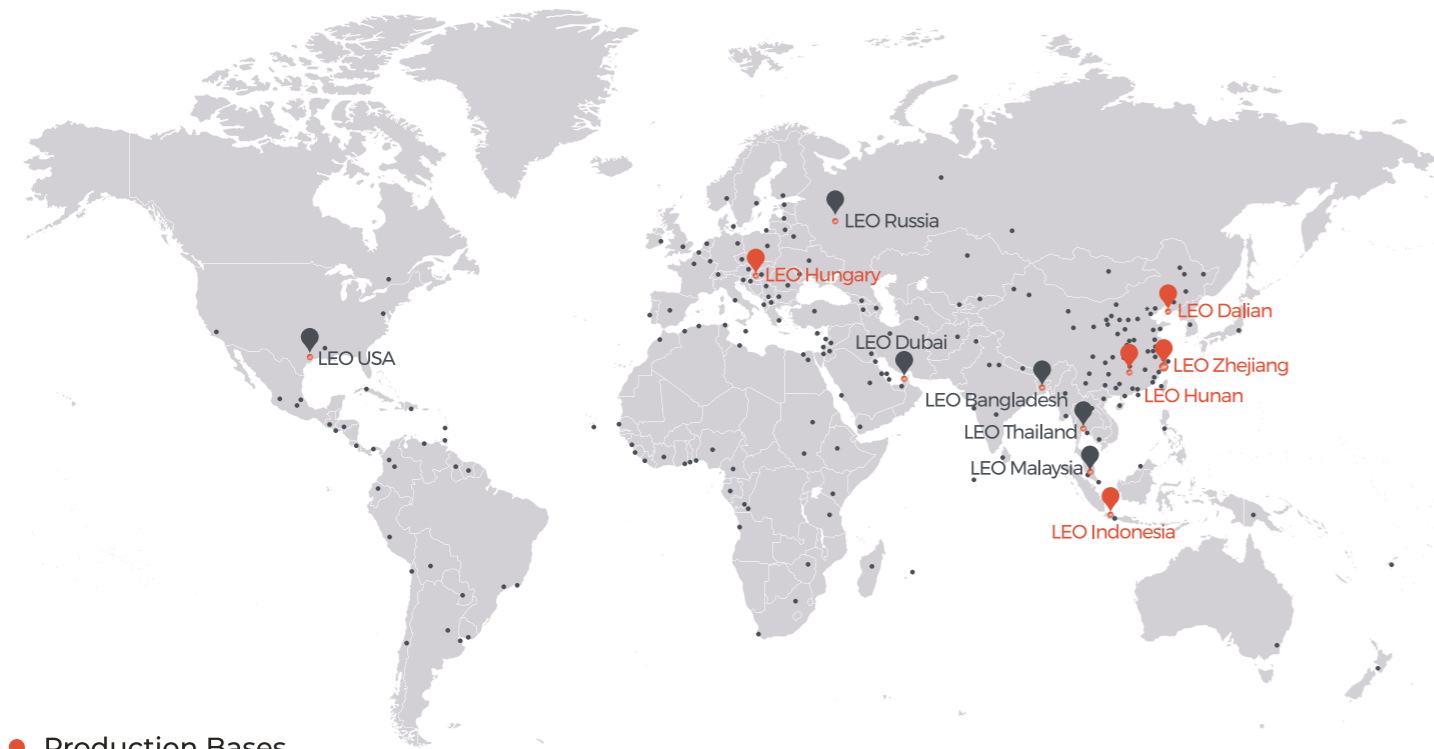 LEO Russia
LEO Hungary
LEO Dalian
LEO USA
LEO Dubai
LEO Zhejiang
LEO Bangladesh
LEO Hunan
LEO Thailand
LEO Malaysia
LEO Indonesia
Production Bases